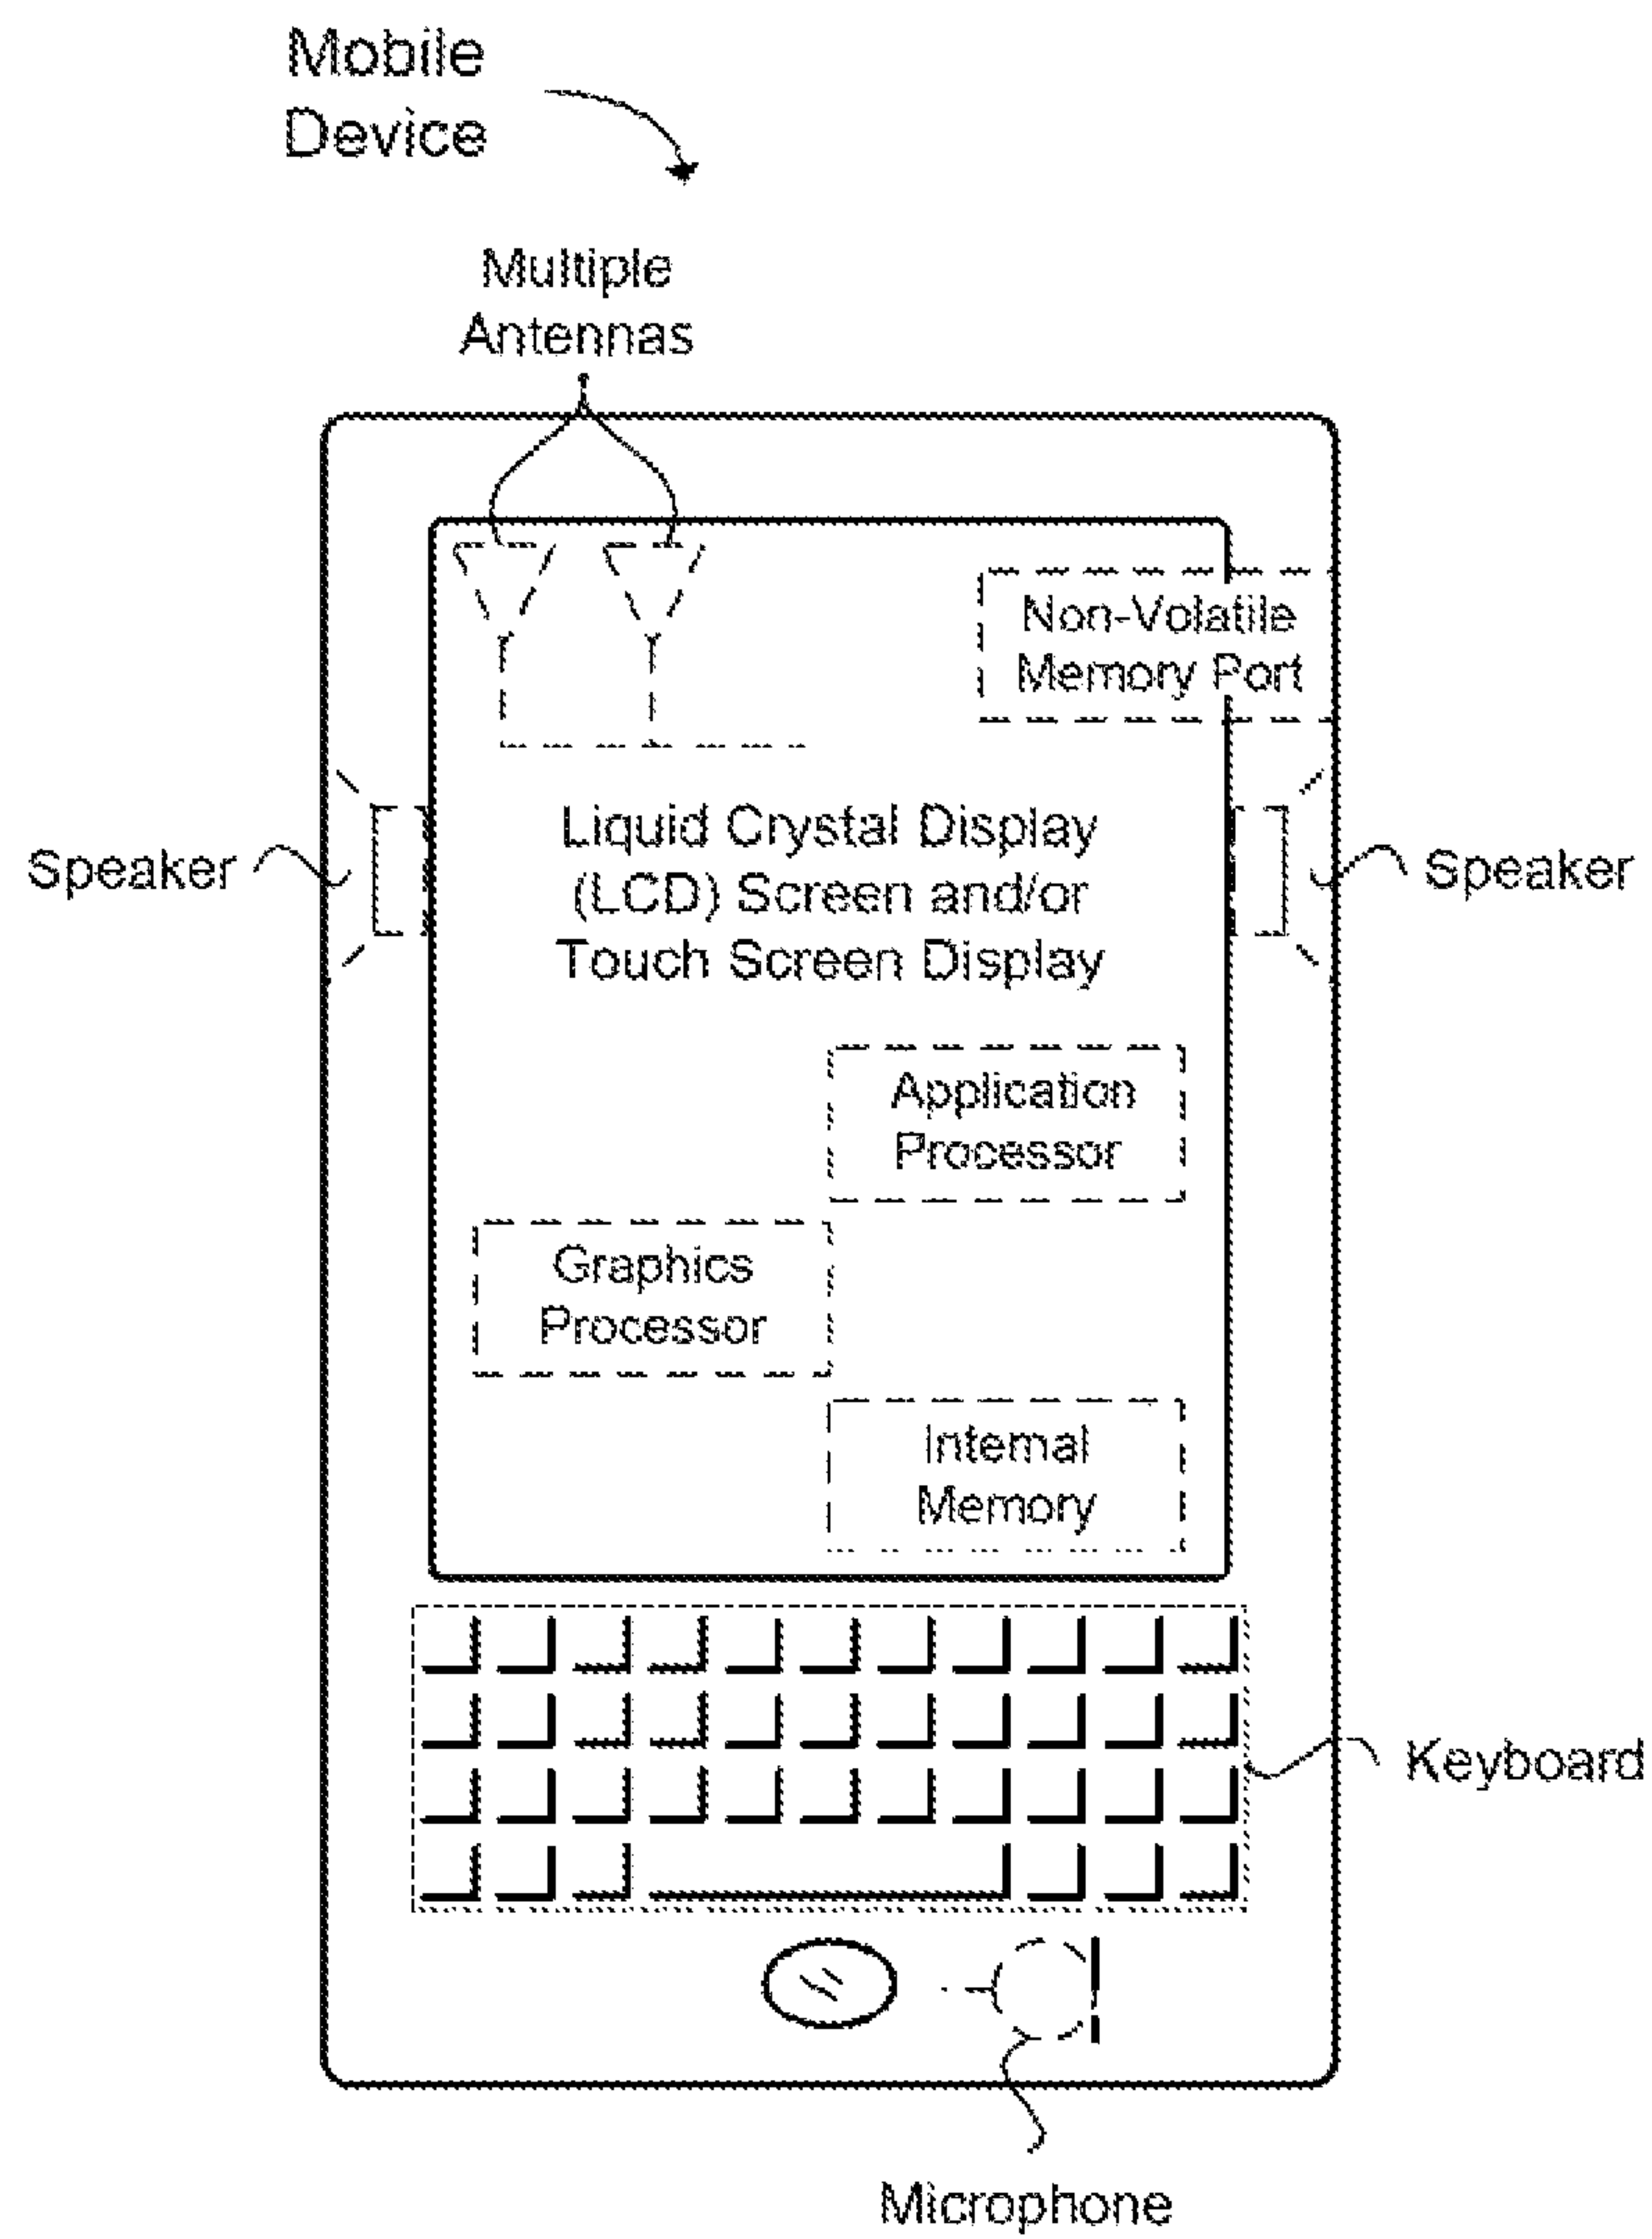 Mobile
Device
Multiple
Antennas
Non-Volatile
Memory Port
Speaker
Liquid Crystal Display
(LCD) Screen and/or
Touch Screen Display
Speaker
Application
Processor
Graphics
Processor
Internal
Memory
Keyboard
Microphone